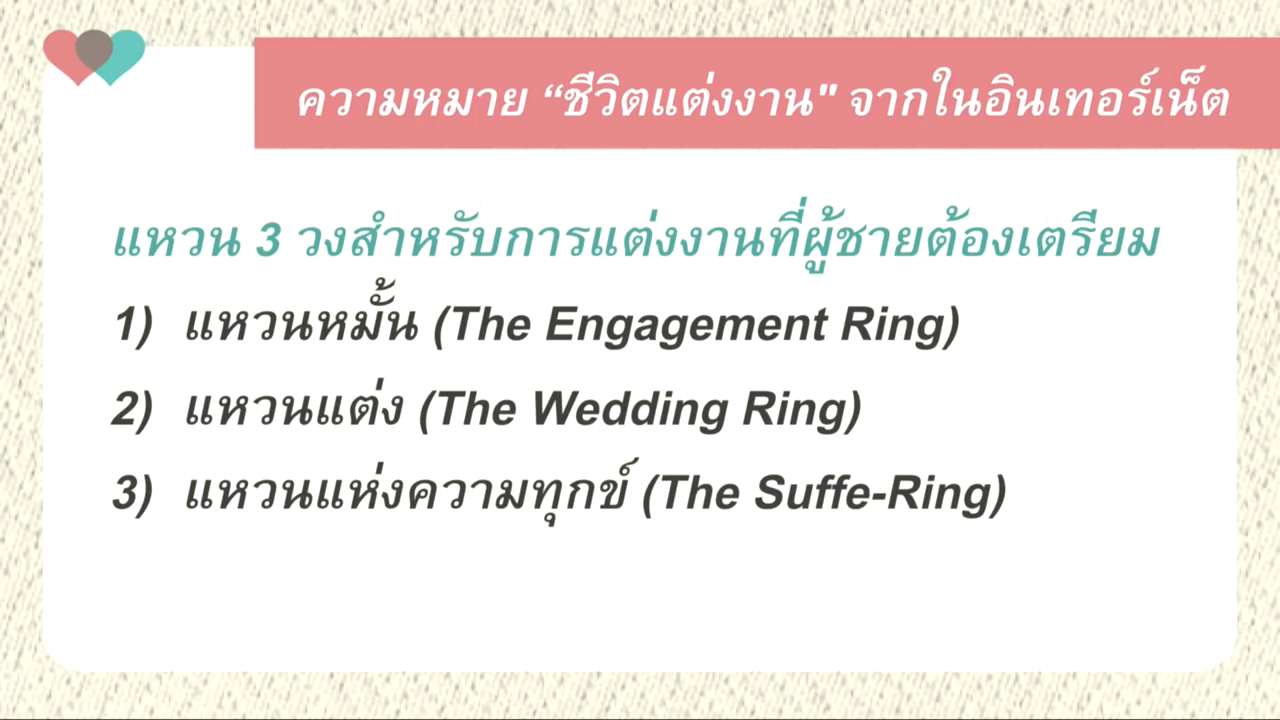 ความหมาย “ชีวิตแต่งงาน" จากในอินเทอร์เน็ต
แหวน 3 วงสำหรับการแต่งงานที่ผู้ชายต้องเตรียม
1) แหวนหมั้น (The Engagement Ring)
2) แหวนแต่ง (The Wedding Ring)
3) แหวนแห่งความทุกข์ (The Suffe-Ring)